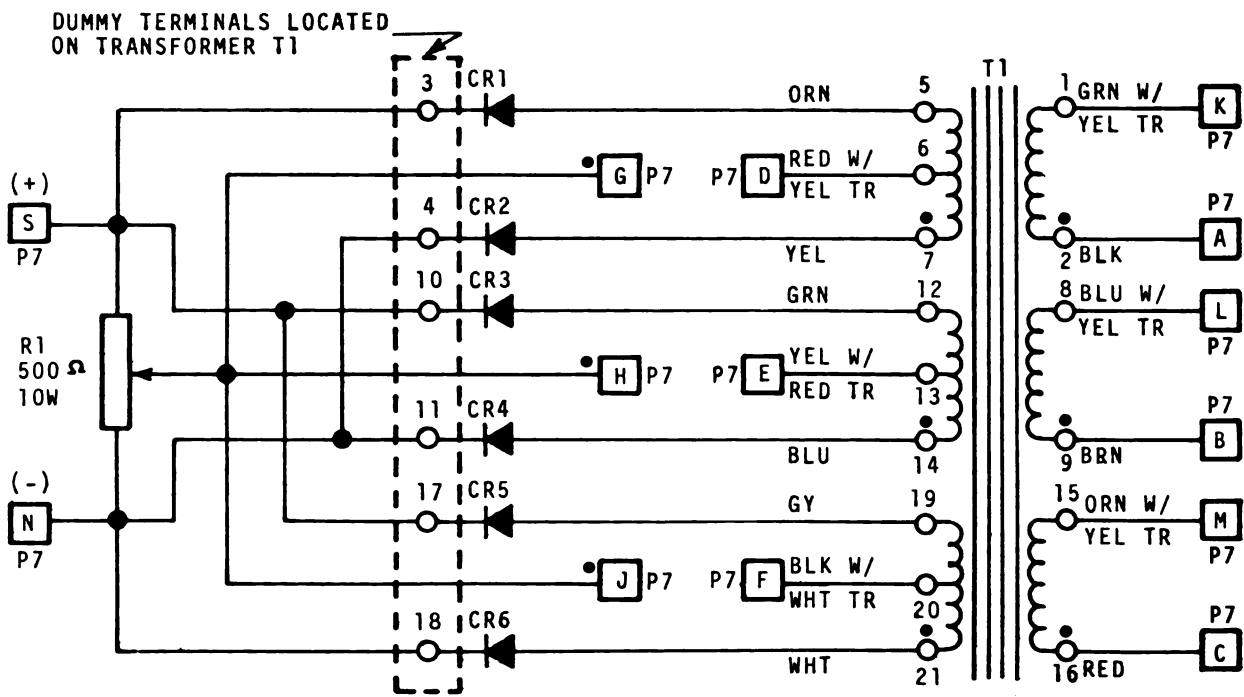 DUMMY TERMINALS LOCATED
ON TRANSFORMER T1
3
CR1
ORN
5
T1
1
GRN W/
YEL TR
K
P7
G
P7
P7
D
RED W/
YEL TR
6
(+)
S
P7
4
CR2
YEL
7
2
BLK
P7
A
10
CR3
GRN
12
8
BLU W/
YEL TR
L
P7
R1
500 Ω
10W
H
P7
P7
E
YEL W/
RED TR
13
11
CR4
BLU
14
9
BRN
P7
B
(-)
N
P7
17
CR5
GY
19
15
ORN W/
YEL TR
M
P7
J
P7
P7
F
BLK W/
WHT TR
20
18
CR6
WHT
21
16
RED
P7
C